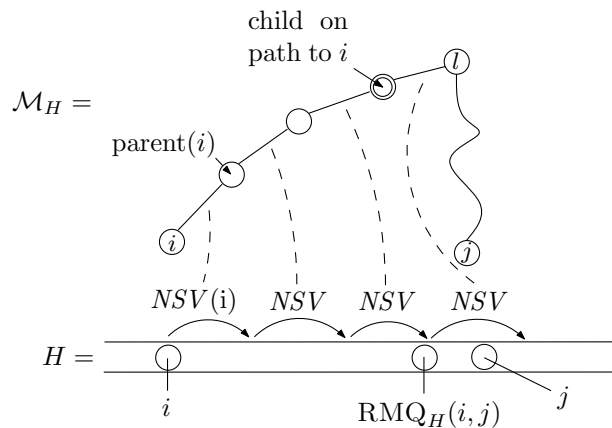 child on
path to i
l
M_H =
parent(i)
i
j
NSV(i) NSV NSV NSV
H =
i
RMQ_H(i, j)
j